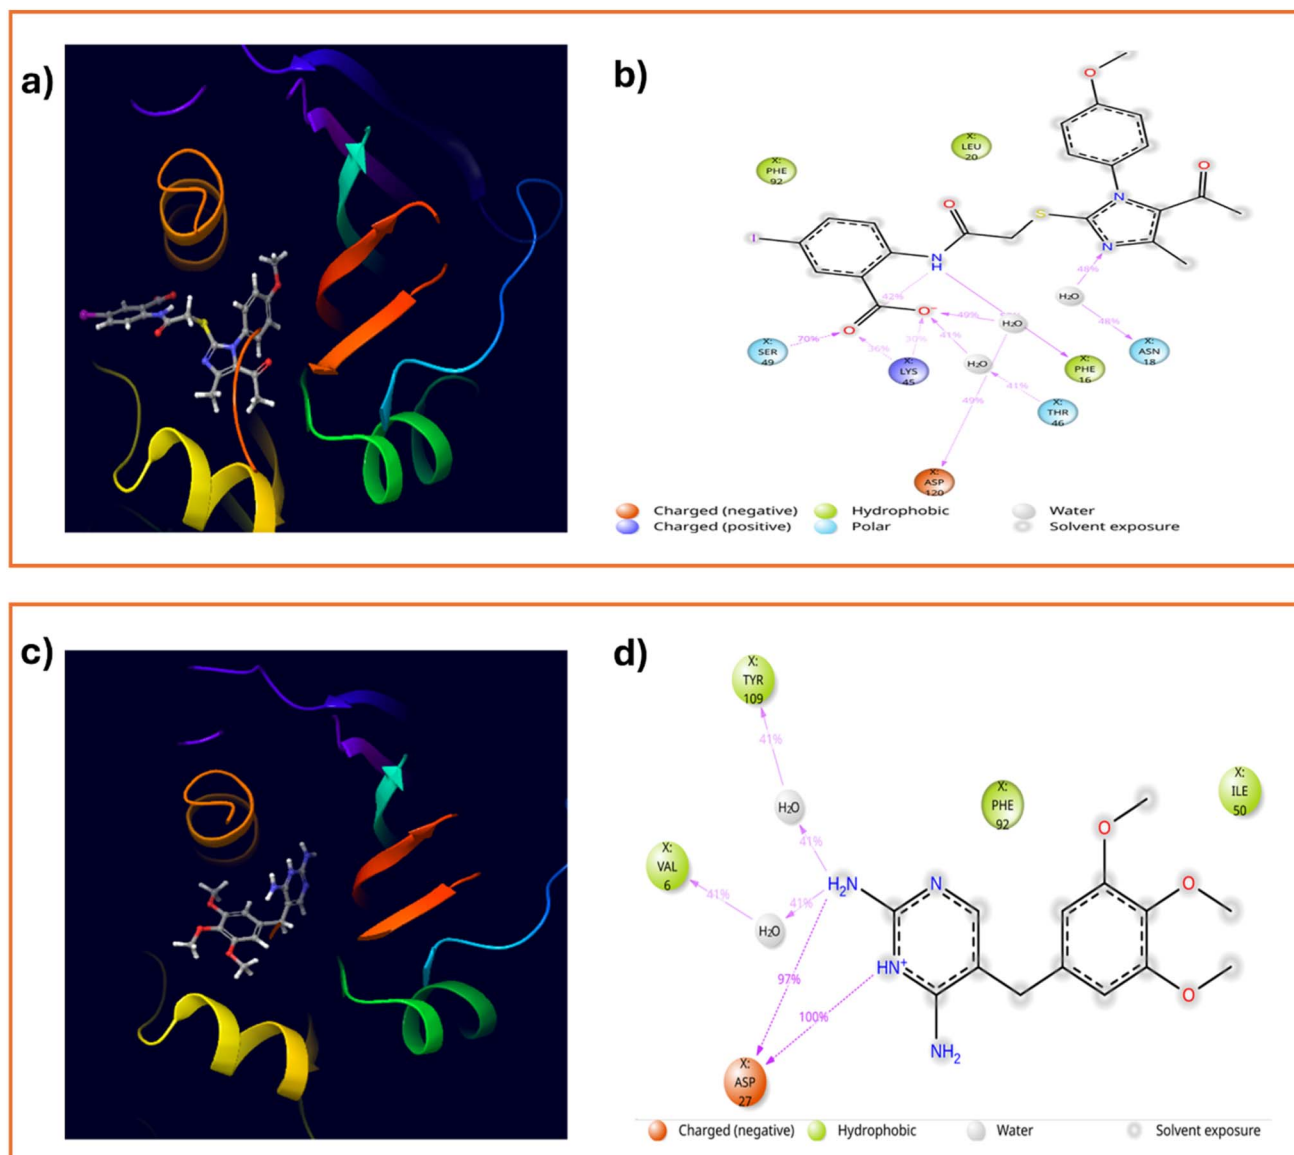 a)
b)
O
X:
LEU
20
X:
PHE
92
O
O
S
N
N
O
I
N
H
48%
H₂O
42%
O
O⁻
49%
H₂O
48%
X:
SER
49
70%
36%
30%
41%
X:
LYS
45
H₂O
X:
PHE
16
X:
ASN
18
41%
49%
X:
THR
46
X:
ASP
120
Charged (negative)
Hydrophobic
Water
Charged (positive)
Polar
Solvent exposure
c)
d)
X:
TYR
109
41%
H₂O
X:
PHE
92
X:
ILE
50
O
41%
X:
VAL
6
41%
41%
H₂N
N
O
H₂O
HN⁺
97%
O
100%
NH₂
X:
ASP
27
Charged (negative)
Hydrophobic
Water
Solvent exposure